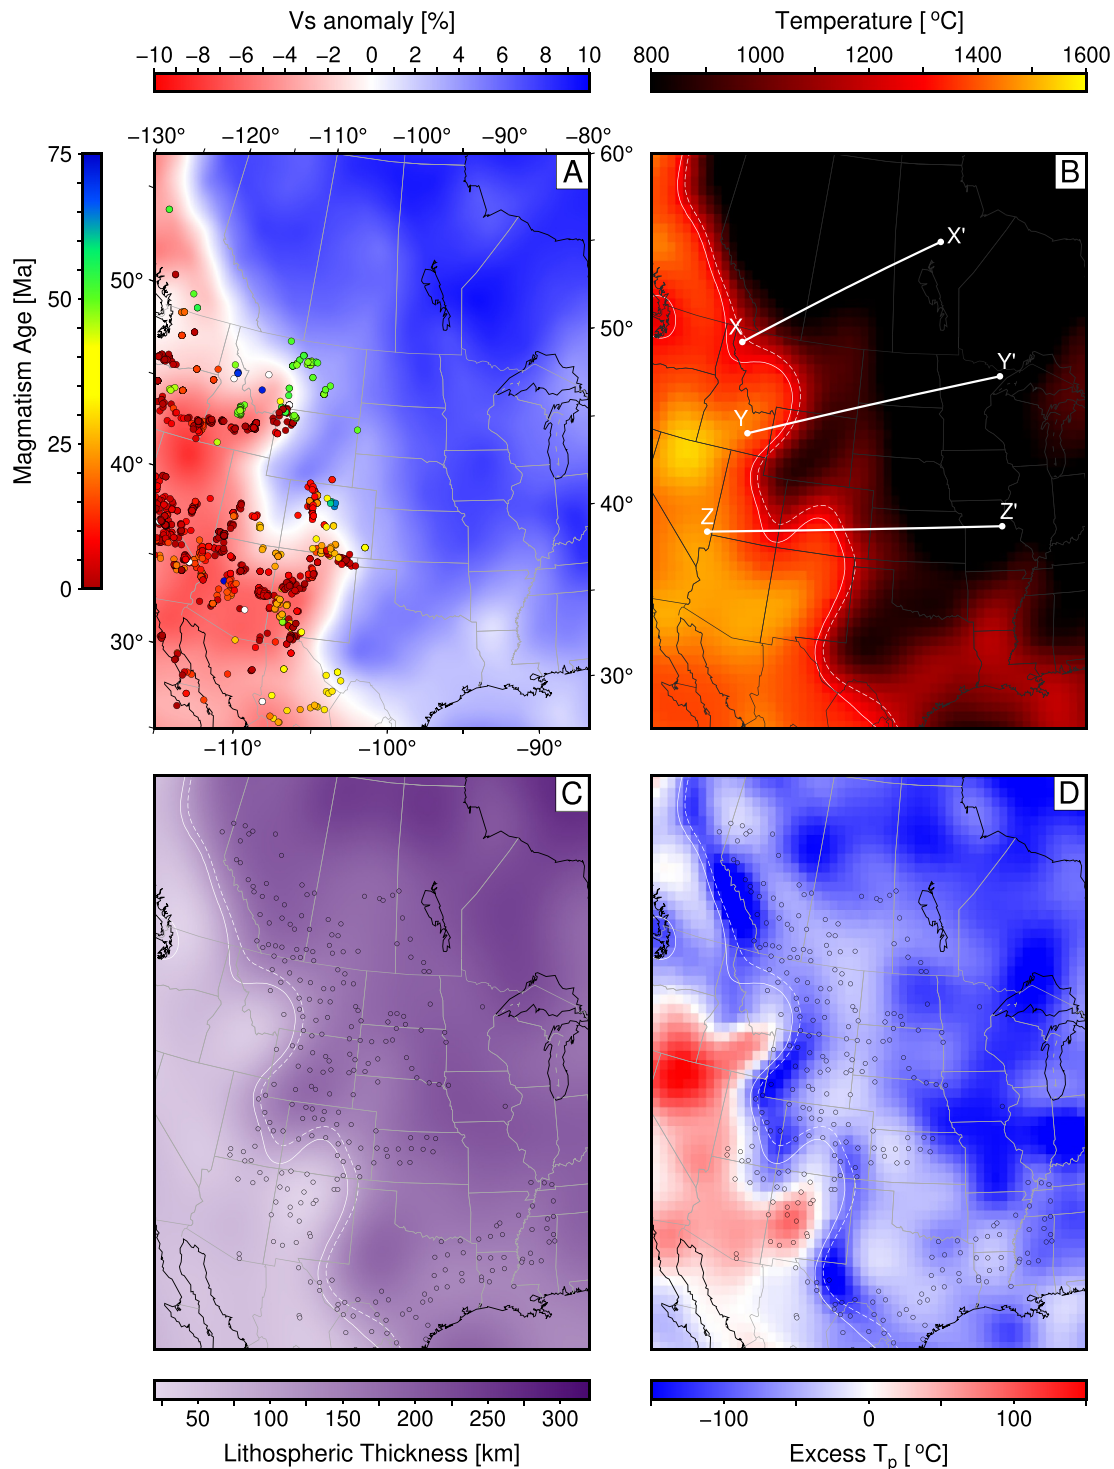 Vs anomaly [%]
−10 −8 −6 −4 −2 0 2 4 6 8 10
Temperature [ °C]
800 1000 1200 1400 1600
−130° −120° −110° −100° −90° −80°
75
50
25
0
Magmatism Age [Ma]
A
60°
50°
40°
30°
50°
40°
30°
−110° −100° −90°
B
X X'
Y Y'
Z Z'
C
D
50 100 150 200 250 300
Lithospheric Thickness [km]
−100 0 100
Excess Tp [ °C]